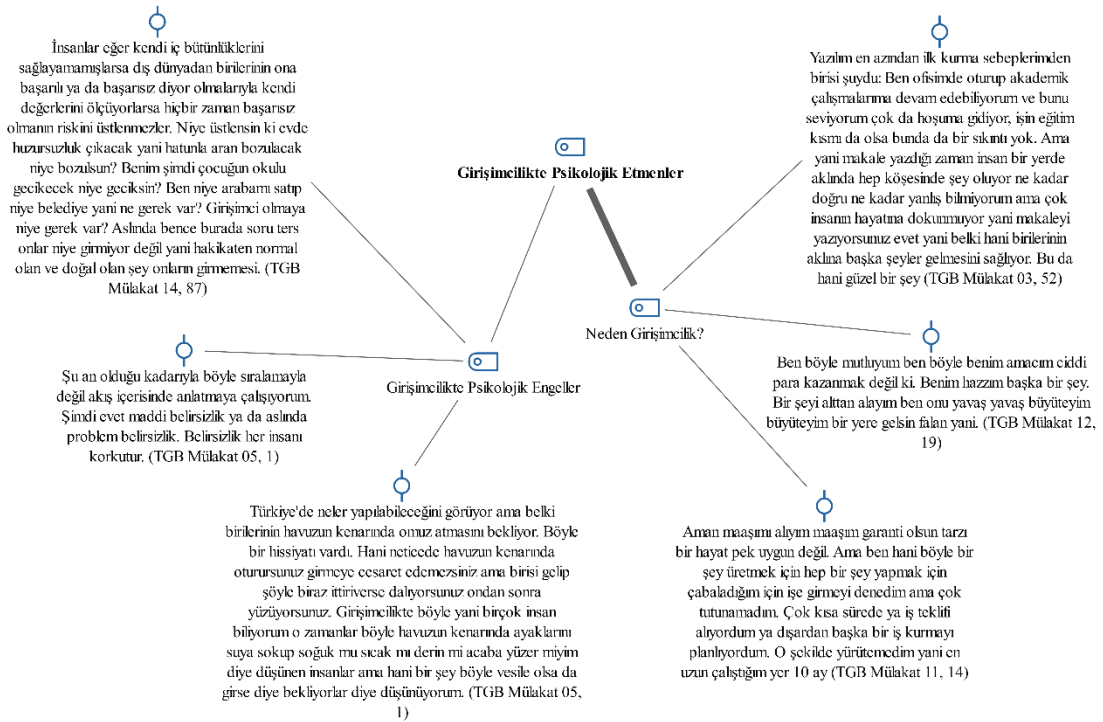 İnsanlar eğer kendi iç bütünlüklerini
sağlayamamışlarsa dış dünyadan birilerinin ona
başarılı ya da başarısız diyor olmalarıyla kendi
değerlerini ölçüyorlarsa hiçbir zaman başarısız
olmanın riskini üstlenmezler. Niye üstlensin ki evde
huzursuzluk çıkacak yani hatunla aran bozulacak
niye bozulsun? Benim şimdi çocuğun okulu
gecikecek niye geciksin? Ben niye arabamı satıp
niye belediye yani ne gerek var? Girişimci olmaya
niye gerek var? Aslında bence burada soru ters
onlar niye girmiyor değil yani hakikaten normal
olan ve doğal olan şey onların girmemesi. (TGB
Mülakat 14, 87)
Girişimcilikte Psikolojik Etmenler
Yazılım en azından ilk kurma sebeplerimden
birisi şuydu: Ben ofisimde oturup akademik
çalışmalarıma devam edebiliyorum ve bunu
seviyorum çok da hoşuma gidiyor, işin eğitim
kısmı da olsa bunda da bir sıkıntı yok. Ama
yani makale yazdığı zaman insan bir yerde
aklında hep köşesinde şey oluyor ne kadar
doğru ne kadar yanlış bilmiyorum ama çok
insanın hayatına dokunmuyor yani makaleyi
yazıyorsunuz evet yani belki hani birilerinin
aklına başka şeyler gelmesini sağlıyor. Bu da
hani güzel bir şey (TGB Mülakat 03, 52)
Neden Girişimcilik?
Girişimcilikte Psikolojik Engeller
Şu an olduğu kadarıyla böyle sıralamayla
değil akış içerisinde anlatmaya çalışıyorum.
Şimdi evet maddi belirsizlik ya da aslında
problem belirsizlik. Belirsizlik her insanı
korkutur. (TGB Mülakat 05, 1)
Ben böyle mutluyum ben böyle benim amacım ciddi
para kazanmak değil ki. Benim hazzım başka bir şey.
Bir şeyi alttan alayım ben onu yavaş yavaş büyüteyim
büyüteyim bir yere gelsin falan yani. (TGB Mülakat 12,
19)
Türkiye'de neler yapılabileceğini görüyor ama belki
birilerinin havuzun kenarında omuz atmasını bekliyor. Böyle
bir hissiyatı vardı. Hani neticede havuzun kenarında
oturursunuz girmeye cesaret edemezsiniz ama birisi gelip
şöyle biraz ittiriverse dalıyorsunuz ondan sonra
yüzüyorsunuz. Girişimcilikte böyle yani birçok insan
biliyorum o zamanlar böyle havuzun kenarında ayaklarını
suya sokup soğuk mu sıcak mı derin mi acaba yüzer miyim
diye düşünen insanlar ama hani bir şey böyle vesile olsa da
girse diye bekliyorlar diye düşünüyorum. (TGB Mülakat 05,
1)
Aman maaşımı alıyım maaşım garanti olsun tarzı
bir hayat pek uygun değil. Ama ben hani böyle bir
şey üretmek için hep bir şey yapmak için
çabaladığım için işe girmeyi denedim ama çok
tutunamadım. Çok kısa sürede ya iş teklifi
alıyordum ya dışardan başka bir iş kurmayı
planlıyordum. O şekilde yürütemedim yani en
uzun çalıştığım yer 10 ay (TGB Mülakat 11, 14)